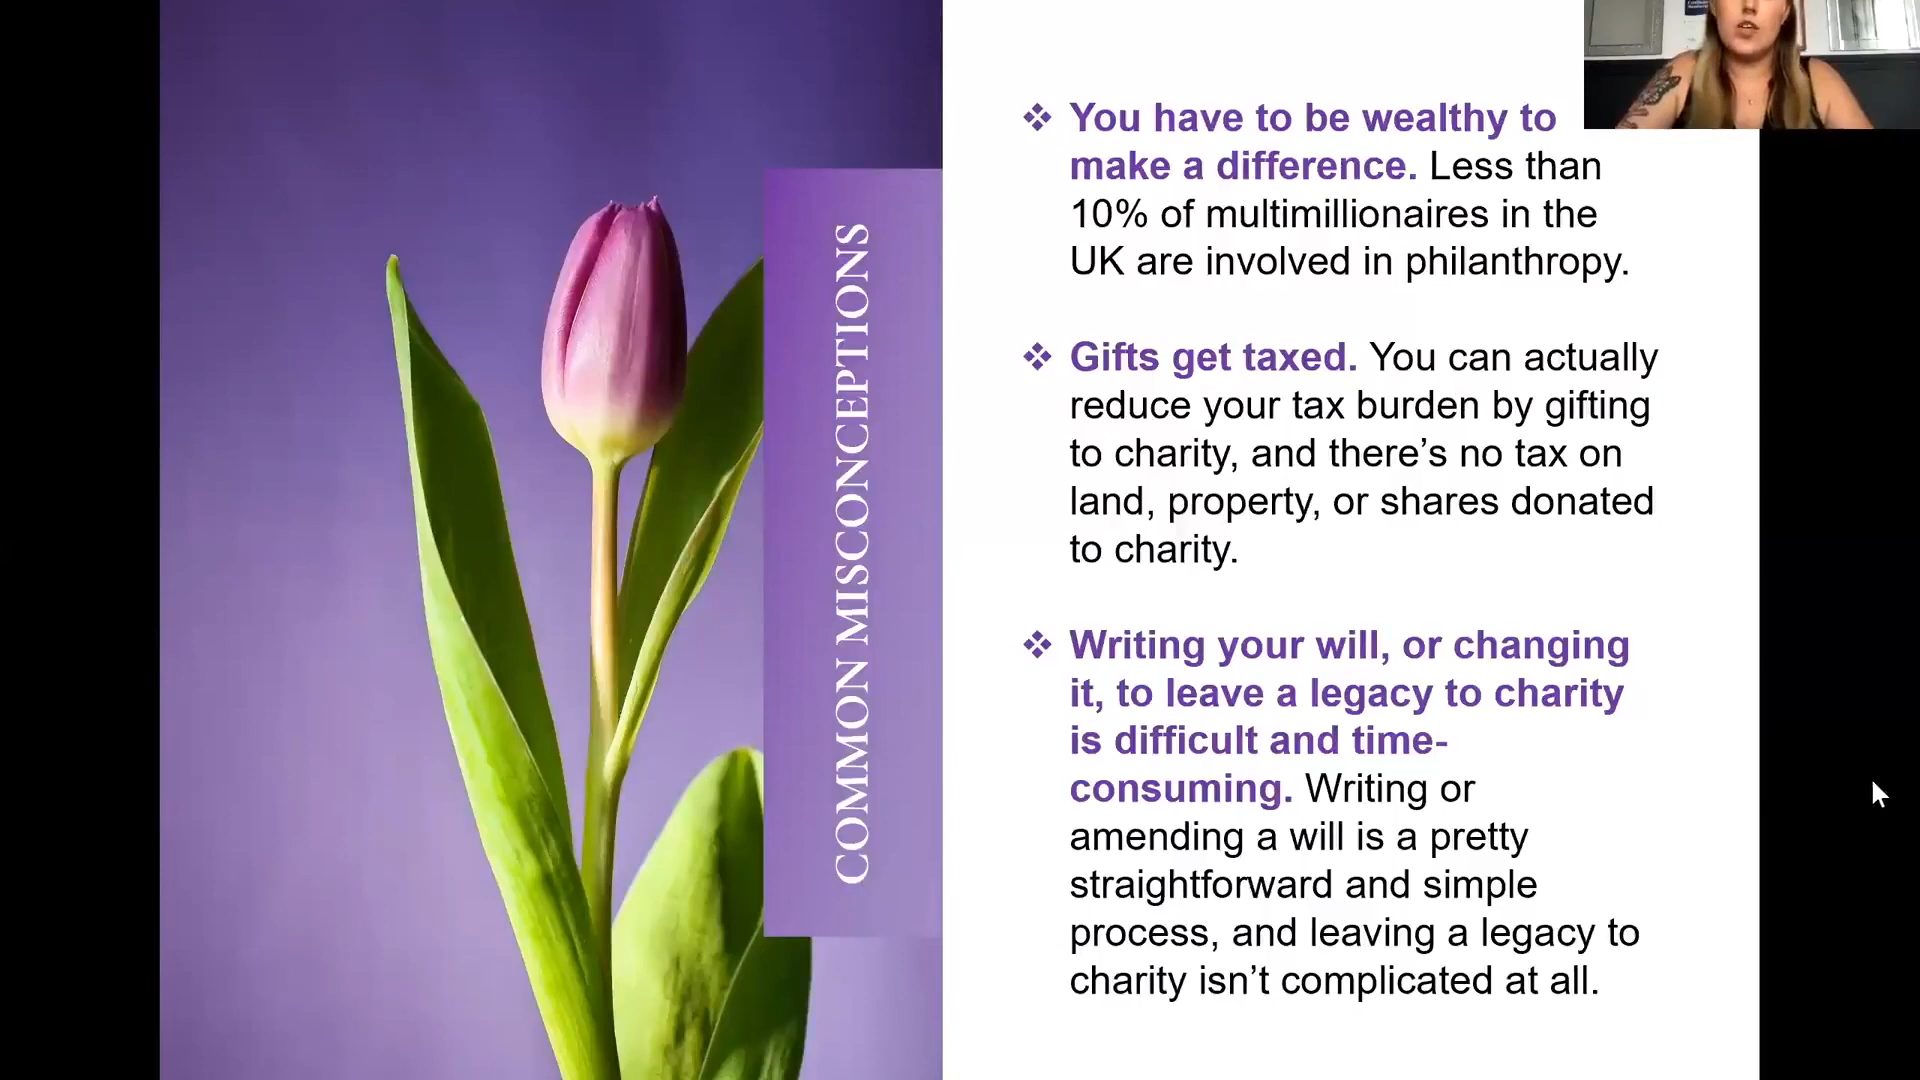 COMMON MISCONCEPTIONS
❖ You have to be wealthy to
make a difference. Less than
10% of multimillionaires in the
UK are involved in philanthropy.
❖ Gifts get taxed. You can actually
reduce your tax burden by gifting
to charity, and there’s no tax on
land, property, or shares donated
to charity.
❖ Writing your will, or changing
it, to leave a legacy to charity
is difficult and time-
consuming. Writing or
amending a will is a pretty
straightforward and simple
process, and leaving a legacy to
charity isn’t complicated at all.